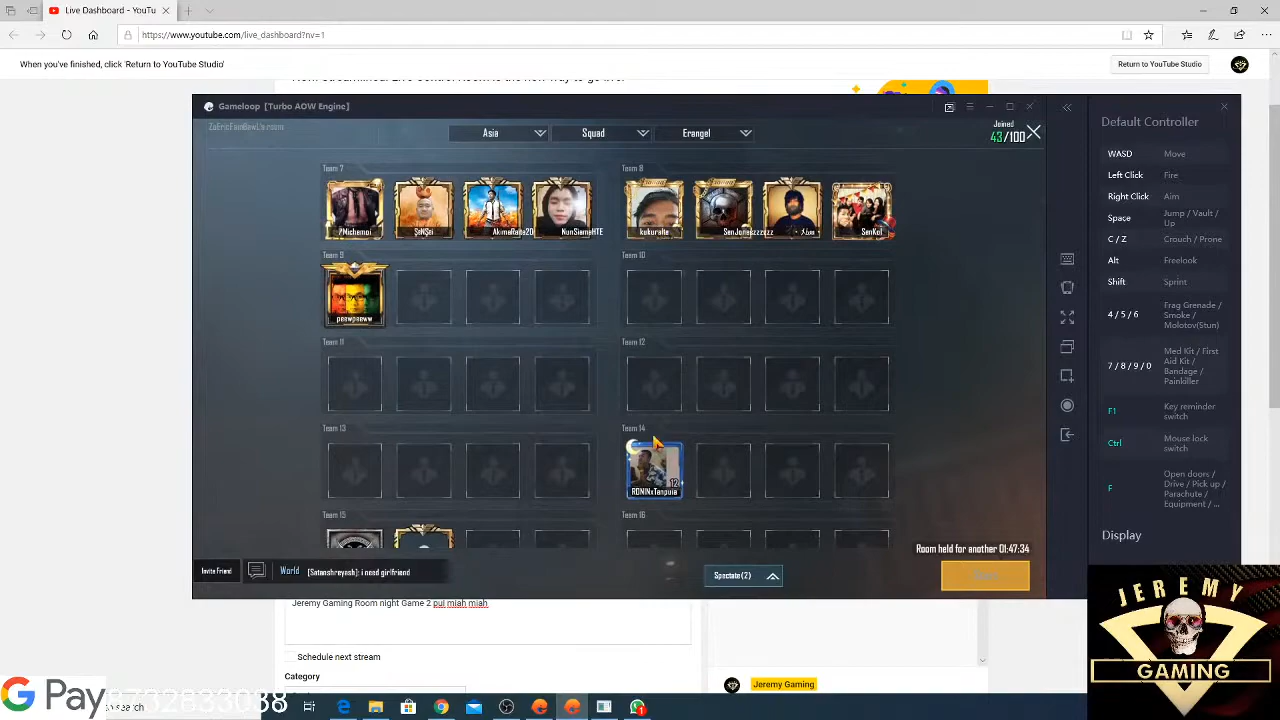 Live Dashboard - YouTu
https://www.youtube.com/live_dashboard?nv=1
When you've finished, click 'Return to YouTube Studio'
Return to YouTube Studio
Gameloop [Turbo AOW Engine]
Asia
Squad
Erangel
Joined
43/100
Team 7
Team 8
7Michemoi
AkimaRalte20
NunSiamaHTE
kukuralte
SenJunezzzzzz
SenKol
Team 9
Team 10
Team 11
Team 12
Team 13
Team 14
RONINxTanpuia
Team 15
Team 16
Room held for another 01:47:34
Invite Friend
World
[Satanshreyash]: i need girlfriend
Spectate(2)
Default Controller
WASD Move
Left Click Fire
Right Click Aim
Space Jump / Vault /
Up
C / Z Crouch / Prone
Alt Freelook
Shift Sprint
4 / 5 / 6 Frag Grenade /
Smoke /
Molotov(Stun)
7 / 8 / 9 / 0 Med Kit / First
Aid Kit /
Bandage /
Painkiller
F1 Key reminder
switch
Ctrl Mouse lock
switch
F Open doors /
Drive / Pick up /
Parachute /
Equipment / ...
Display
Jeremy Gaming Room night Game 2 pui miah miah
Schedule next stream
Category
Jeremy Gaming
JEREMY
GAMING
G Pay